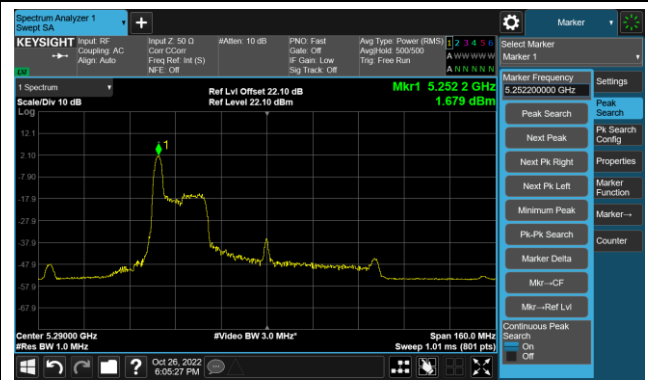 Spectrum Analyzer 1
Swept SA
Marker
KEYSIGHT
Input: RF
Coupling: AC
Align: Auto
Input Z: 50 Ω
Corr CCorr
Freq Ref: Int (S)
NFE: Off
#Atten: 10 dB
PNO: Fast
Gate: Off
IF Gain: Low
Sig Track: Off
Avg Type: Power (RMS)
Avg|Hold: 500/500
Trig: Free Run
1 2 3 4 5 6
A W W W W W
A N N N N N
LXI
Select Marker
Marker 1
1 Spectrum
Scale/Div 10 dB
Log
Ref Lvl Offset 22.10 dB
Ref Level 22.10 dBm
Mkr1 5.252 2 GHz
1.679 dBm
12.1
2.10
-7.90
-17.9
-27.9
-37.9
-47.9
-57.9
-67.9
1
Center 5.29000 GHz
#Res BW 1.0 MHz
#Video BW 3.0 MHz*
Span 160.0 MHz
Sweep 1.01 ms (801 pts)
Marker Frequency
5.252200000 GHz
Peak Search
Next Peak
Next Pk Right
Next Pk Left
Minimum Peak
Pk-Pk Search
Marker Delta
Mkr→CF
Mkr→Ref Lvl
Continuous Peak
Search
On
Off
Settings
Peak
Search
Pk Search
Config
Properties
Marker
Function
Marker→
Counter
?
Oct 26, 2022
6:05:27 PM